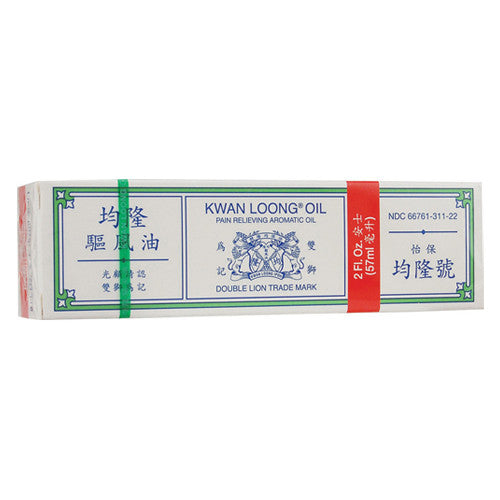 均隆
驅風油
光顧請認
雙獅為記
KWAN LOONG® OIL
PAIN RELIEVING AROMATIC OIL
為記
雙獅
DOUBLE LION TRADE MARK
2 Fl. Oz. 安士
(57ml 毫升)
NDC 66761-311-22
怡保
均隆號